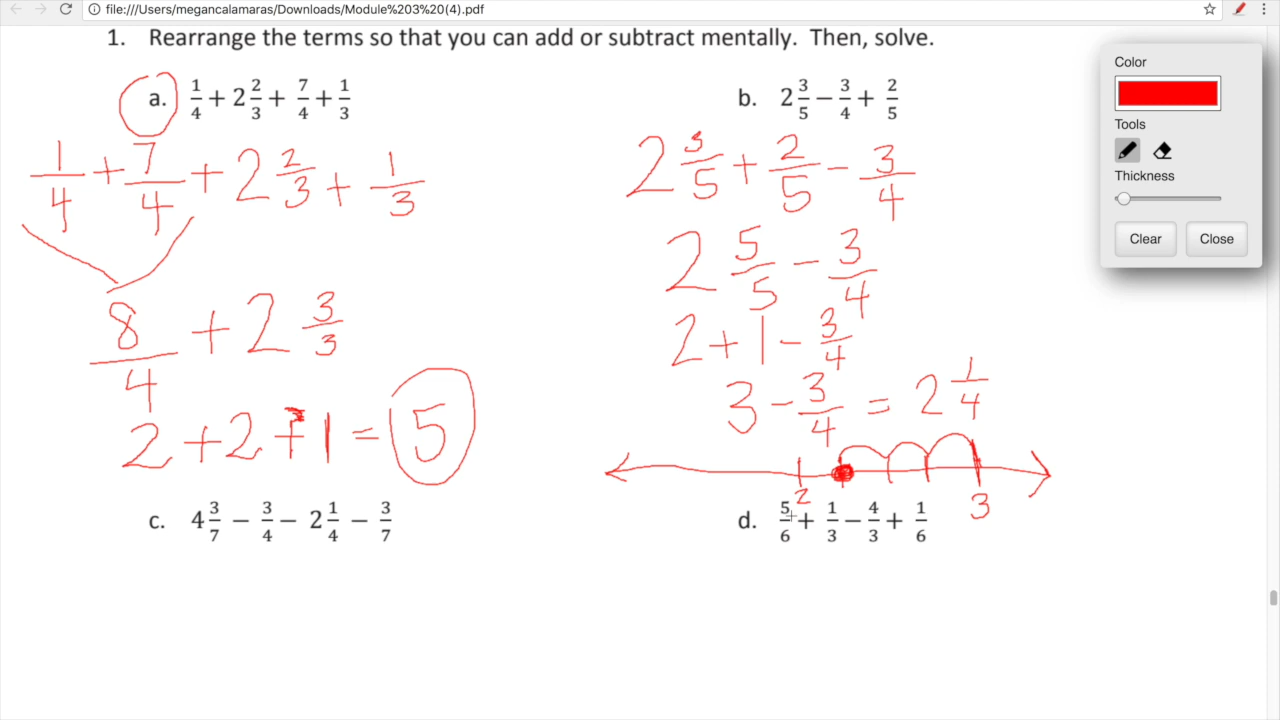 file:///Users/megancalamaras/Downloads/Module%203%20(4).pdf
1. Rearrange the terms so that you can add or subtract mentally. Then, solve.
a. 1/4 + 2 2/3 + 7/4 + 1/3
1/4 + 7/4 + 2 2/3 + 1/3
8/4 + 2 3/3
2 + 2 + 1 = 5
b. 2 3/5 − 3/4 + 2/5
2 3/5 + 2/5 − 3/4
2 5/5 − 3/4
2 + 1 − 3/4
3 − 3/4 = 2 1/4
2 3
c. 4 3/7 − 3/4 − 2 1/4 − 3/7
d. 5/6 + 1/3 − 4/3 + 1/6
Color
Tools
Thickness
Clear Close